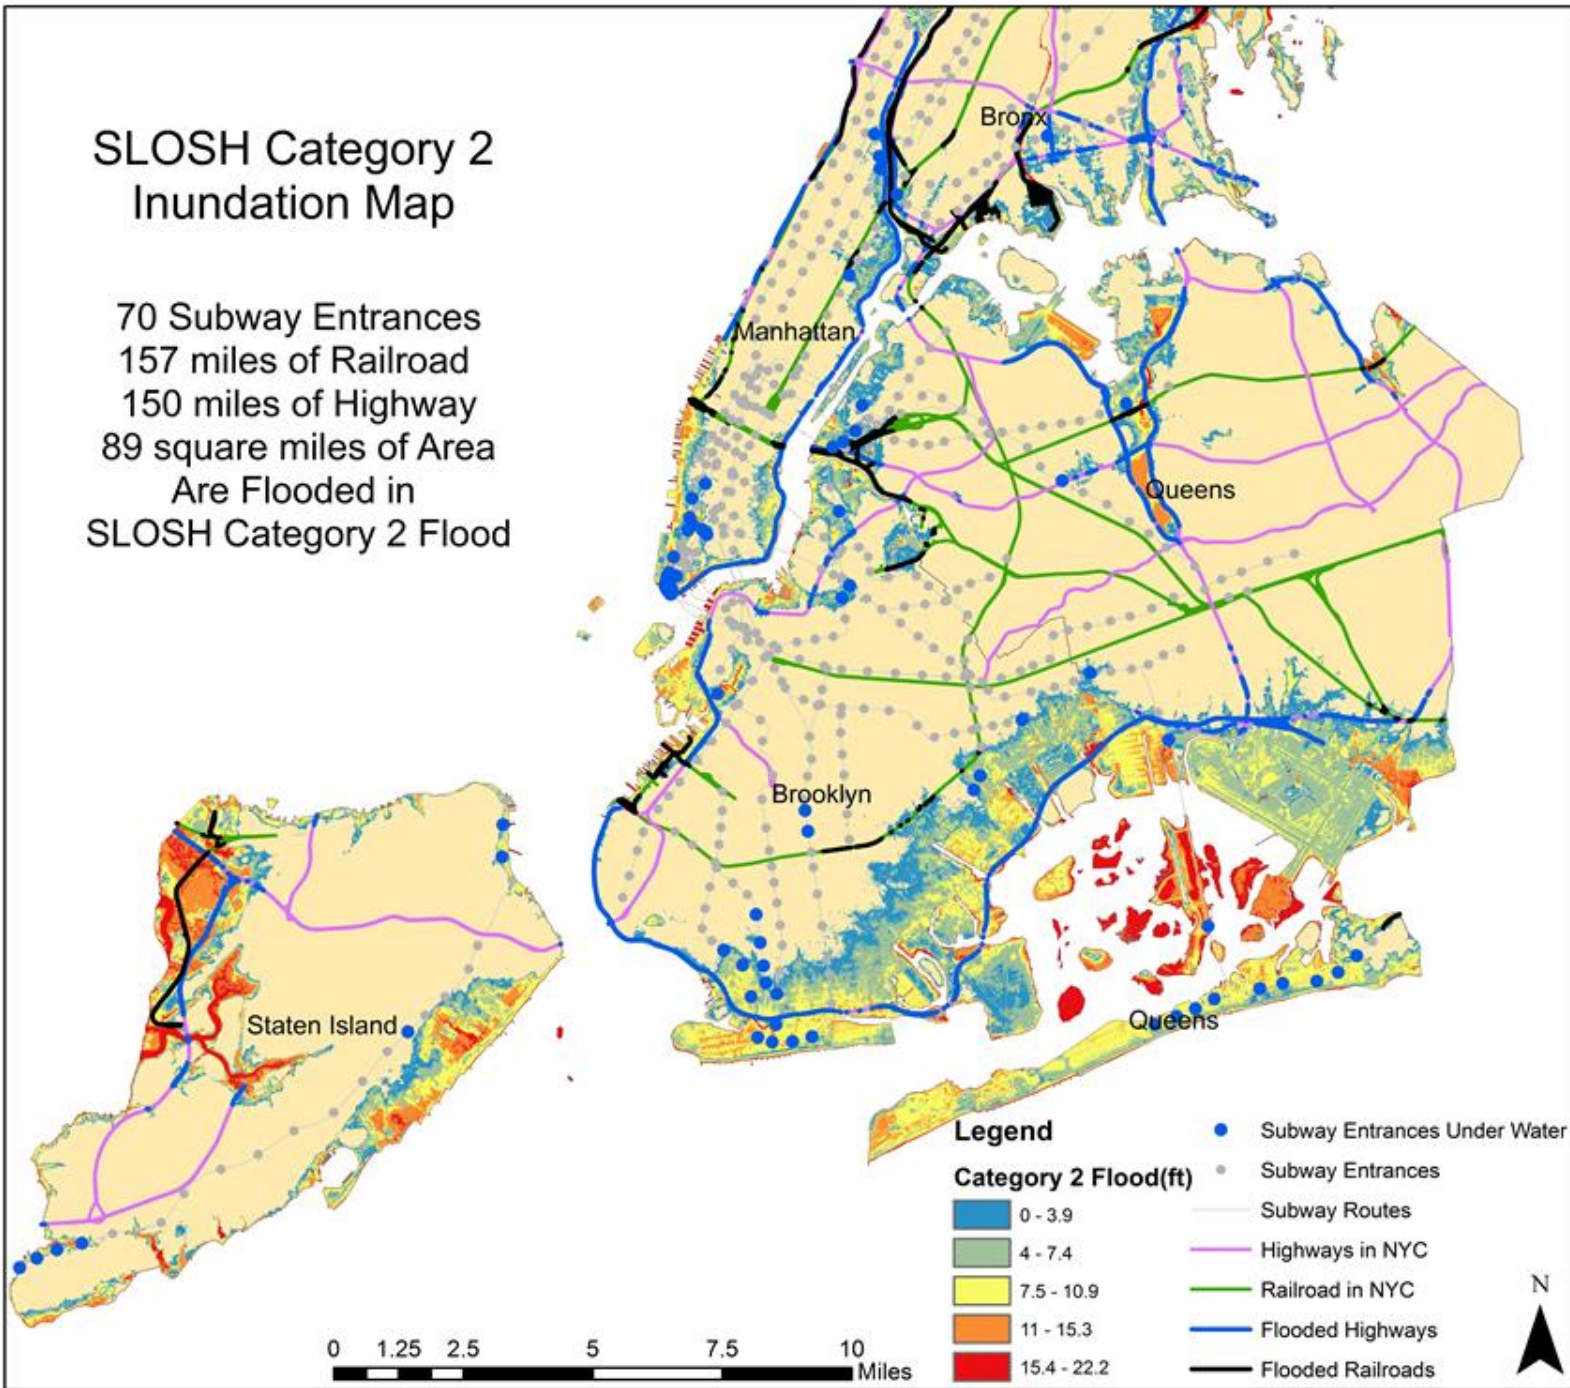 SLOSH Category 2
Inundation Map
70 Subway Entrances
157 miles of Railroad
150 miles of Highway
89 square miles of Area
Are Flooded in
SLOSH Category 2 Flood
Bronx
Manhattan
Queens
Brooklyn
Staten Island
Queens
Legend
Category 2 Flood(ft)
0 - 3.9
4 - 7.4
7.5 - 10.9
11 - 15.3
15.4 - 22.2
Subway Entrances Under Water
Subway Entrances
Subway Routes
Highways in NYC
Railroad in NYC
Flooded Highways
Flooded Railroads
N
0 1.25 2.5 5 7.5 10
Miles